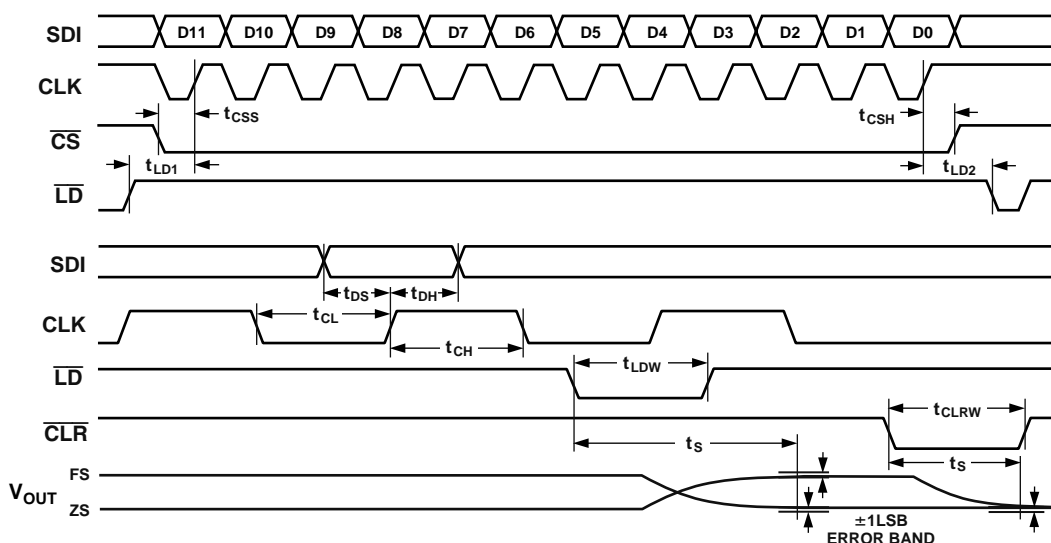 SDI D11 D10 D9 D8 D7 D6 D5 D4 D3 D2 D1 D0
CLK
tCSS tCSH
CS
tLD1 tLD2
LD
SDI
tDS tDH
CLK
tCL
tCH
LD
tLDW
CLR
tCLRW
tS tS
VOUT
FS
ZS
±1LSB
ERROR BAND